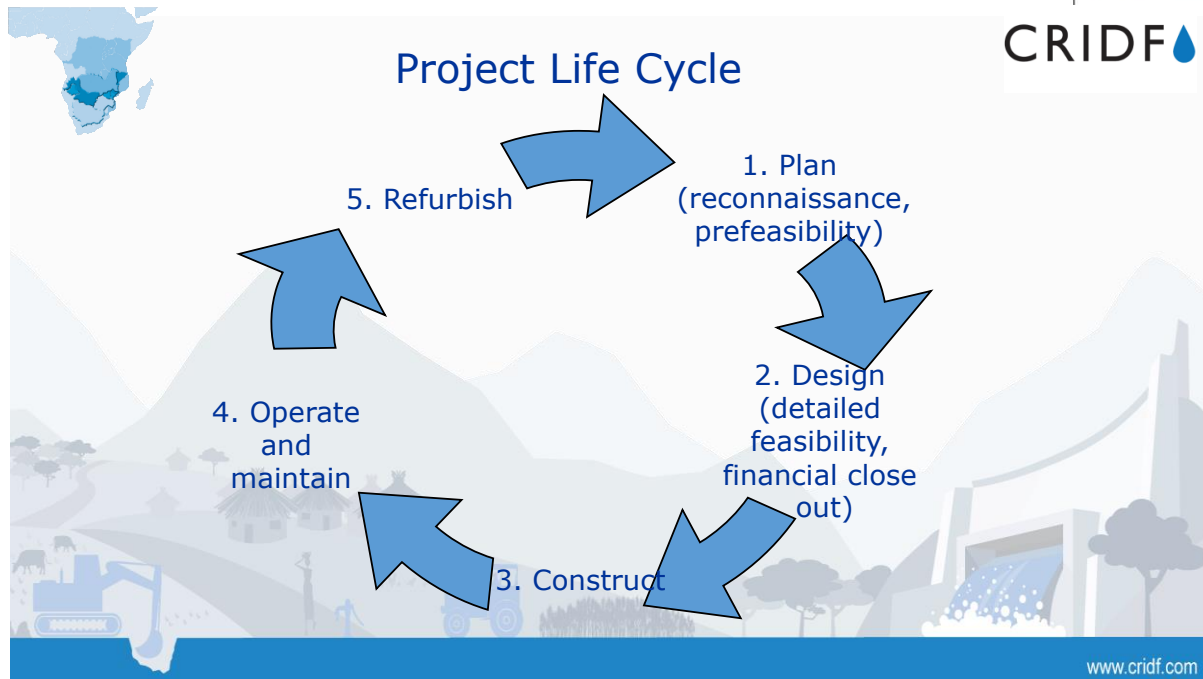 CRIDF
Project Life Cycle
1. Plan
(reconnaissance,
prefeasibility)
2. Design
(detailed
feasibility,
financial close
out)
3. Construct
4. Operate
and
maintain
5. Refurbish
www.cridf.com